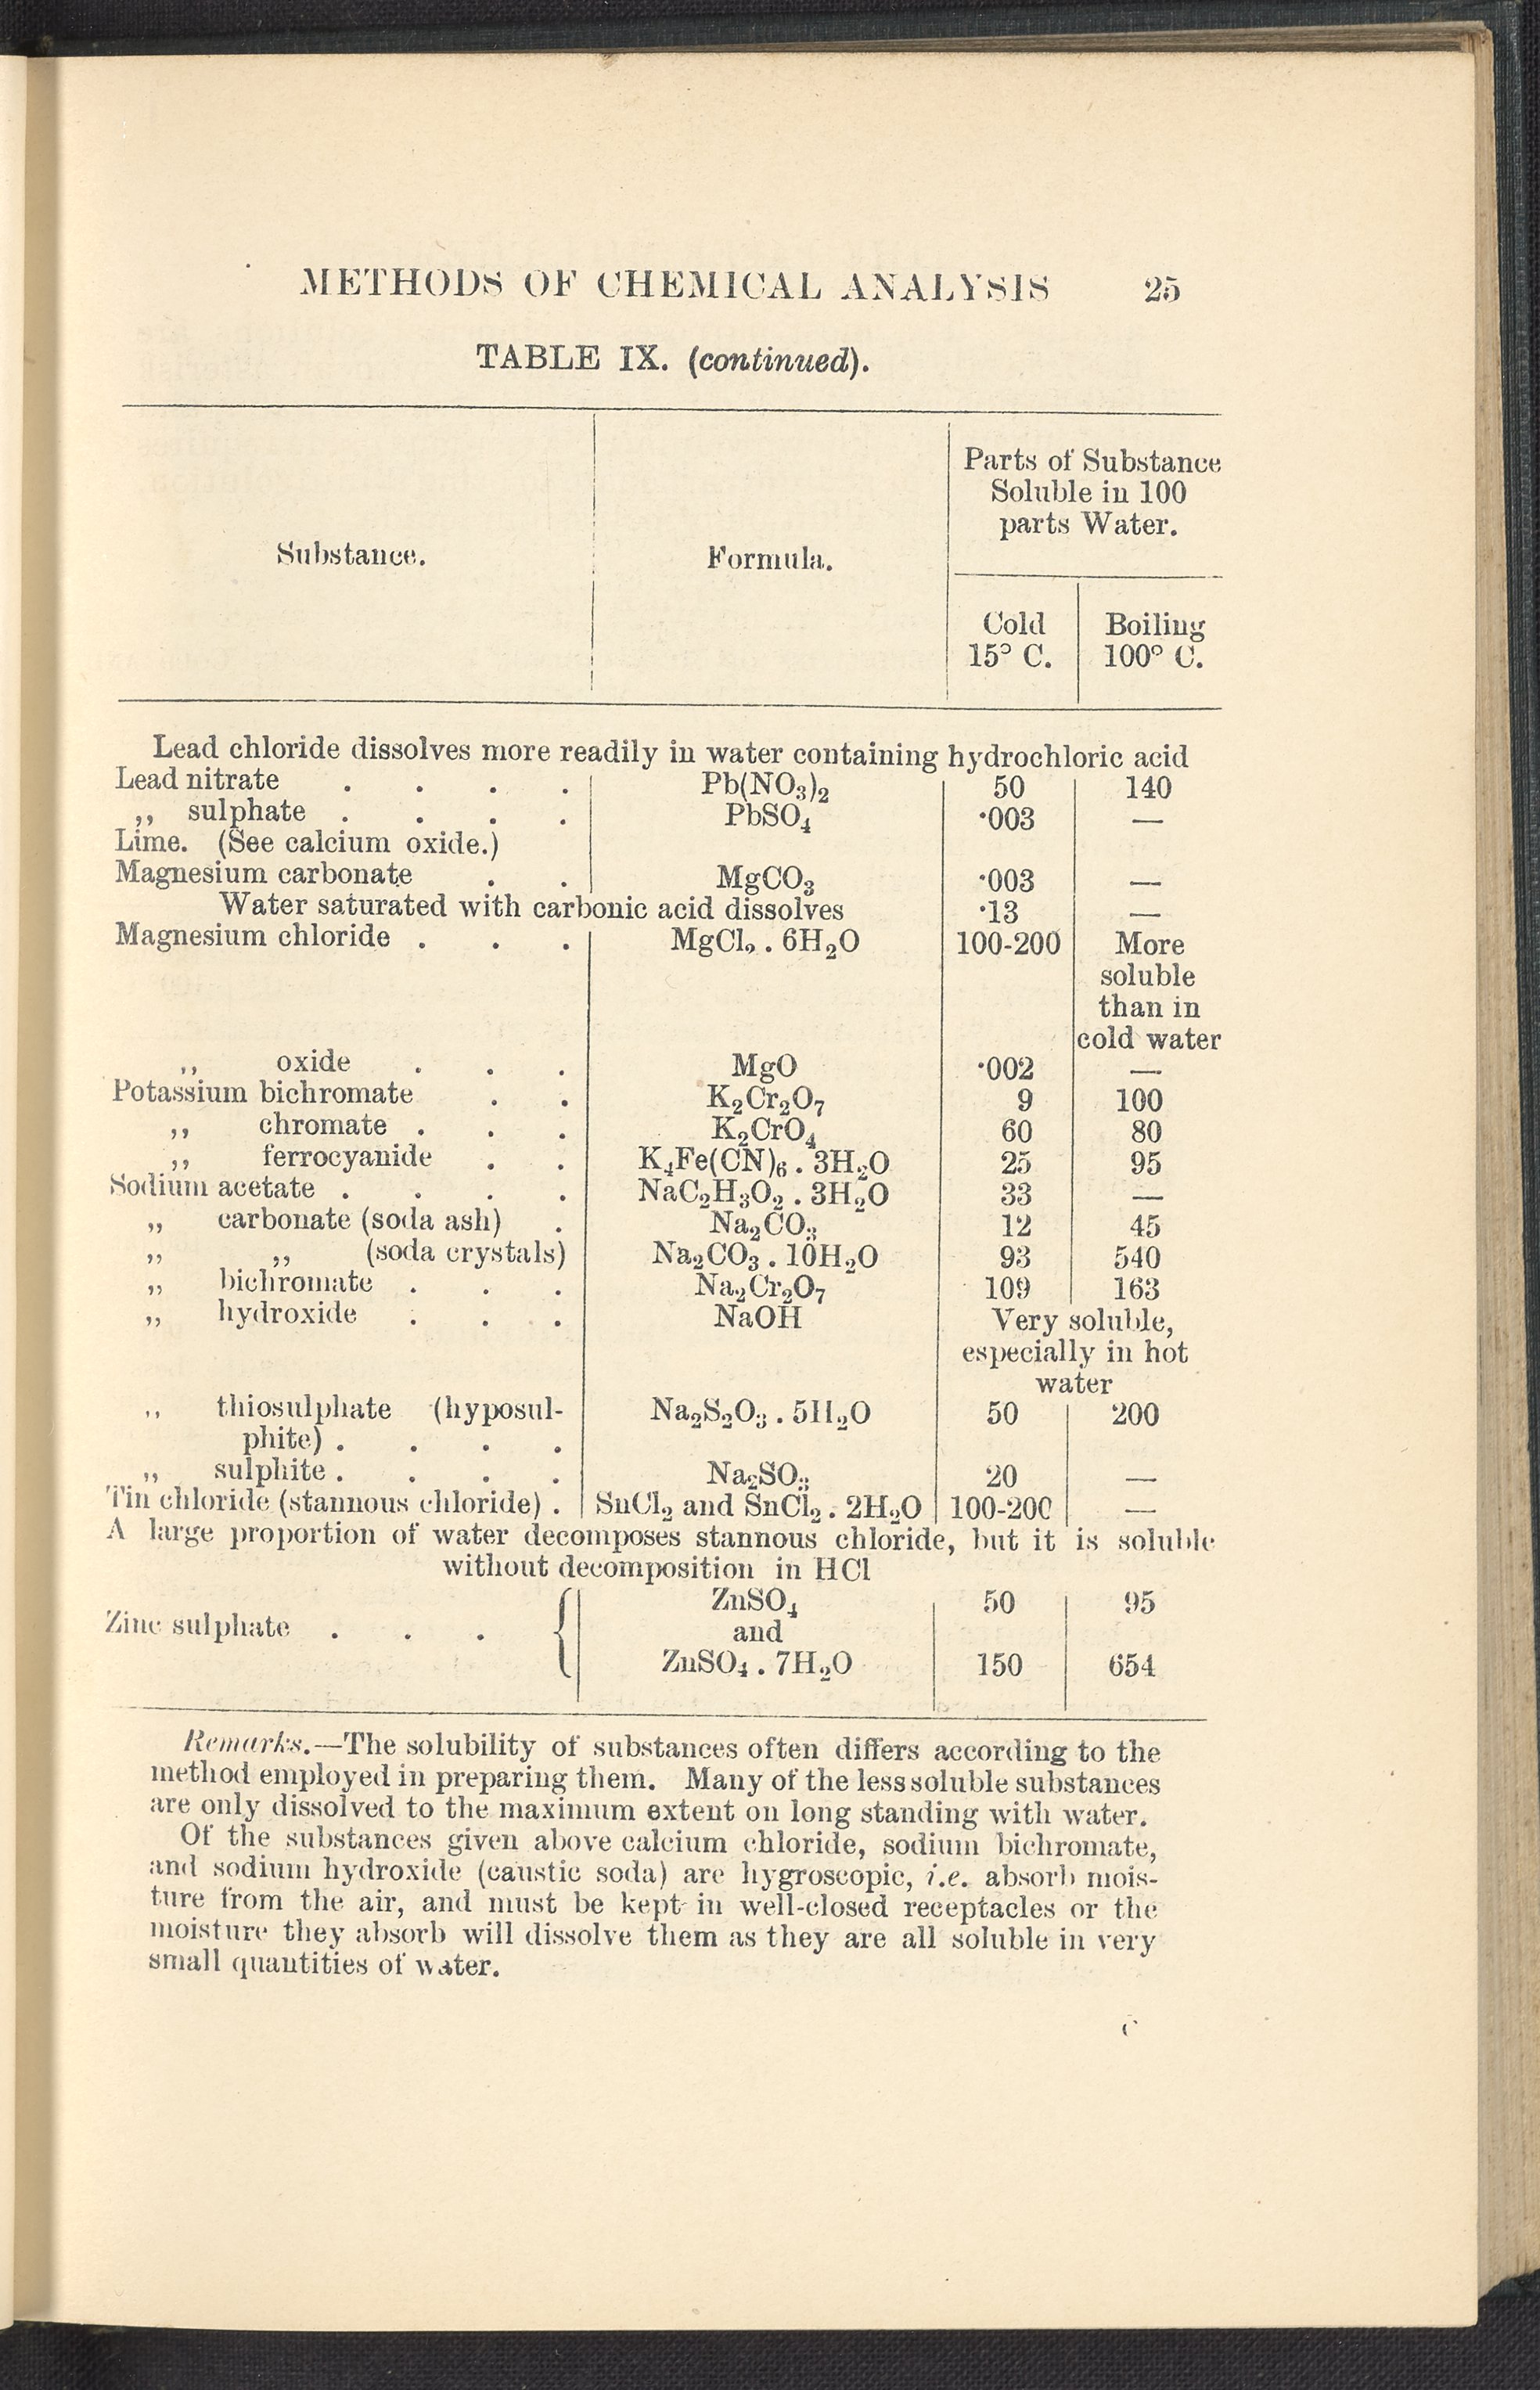 METHODS OF CHEMICAL ANALYSIS 25
TABLE IX. (continued).
Substance. Formula. Parts of Substance
Soluble in 100
parts Water.
Cold Boiling
15° C. 100° C.
Lead chloride dissolves more readily in water containing hydrochloric acid
Lead nitrate . . . . Pb(NO₃)₂ 50 140
,, sulphate . . . . PbSO₄ ·003 —
Lime. (See calcium oxide.)
Magnesium carbonate . . MgCO₃ ·003 —
Water saturated with carbonic acid dissolves ·13 —
Magnesium chloride . . . MgCl₂ . 6H₂O 100-200 More
soluble
than in
cold water
,, oxide . . . MgO ·002 —
Potassium bichromate . . K₂Cr₂O₇ 9 100
,, chromate . . . K₂CrO₄ 60 80
,, ferrocyanide . . K₄Fe(CN)₆ . 3H₂O 25 95
Sodium acetate . . . . NaC₂H₃O₂ . 3H₂O 33 —
,, carbonate (soda ash) . Na₂CO₃ 12 45
,, ,, (soda crystals) Na₂CO₃ . 10H₂O 93 540
,, bichromate . . . Na₂Cr₂O₇ 109 163
,, hydroxide . . . NaOH Very soluble,
especially in hot
water
,, thiosulphate (hyposul- Na₂S₂O₃ . 5H₂O 50 200
phite) . . . .
,, sulphite . . . . Na₂SO₃ 20 —
Tin chloride (stannous chloride) . SnCl₂ and SnCl₂ . 2H₂O 100-200 —
A large proportion of water decomposes stannous chloride, but it is soluble
without decomposition in HCl
ZnSO₄ 50 95
Zinc sulphate . . . { and
ZnSO₄ . 7H₂O 150 654
Remarks.—The solubility of substances often differs according to the
method employed in preparing them. Many of the less soluble substances
are only dissolved to the maximum extent on long standing with water.
Of the substances given above calcium chloride, sodium bichromate,
and sodium hydroxide (caustic soda) are hygroscopic, i.e. absorb mois-
ture from the air, and must be kept in well-closed receptacles or the
moisture they absorb will dissolve them as they are all soluble in very
small quantities of water.
C